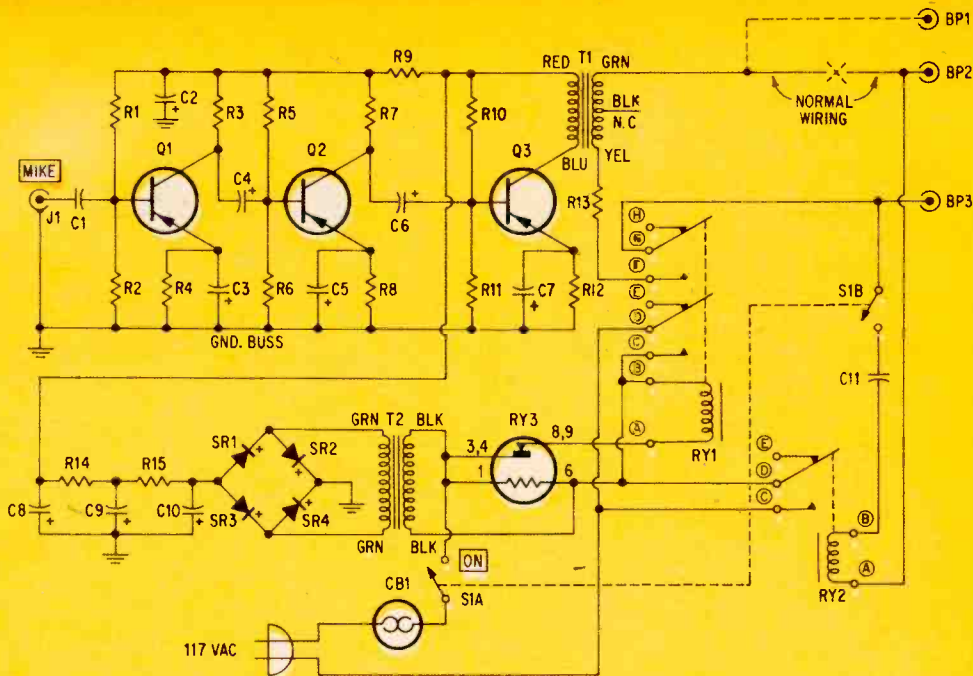 BP1
R9
RED T1 GRN
BP2
R1
C2
+
R3
R5
R7
R10
BLK
N.C
NORMAL
WIRING
Q1
Q2
Q3
BLU
YEL
MIKE
C4
+
C6
+
R13
BP3
J1
C1
H
F
E
D
C
B
A
S1B
R2
R4
C3
+
R6
C5
+
R8
R11
C7
+
R12
GND. BUSS
C11
GRN T2 BLK
RY3
3,4
8,9
1
6
RY1
SR1
+
SR2
+
SR3
+
SR4
+
R14
R15
C8
+
C9
+
C10
+
GRN
BLK
ON
E
D
C
B
A
RY2
CB1
S1A
117 VAC